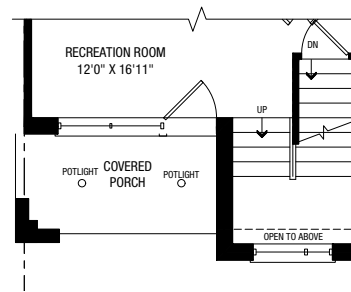 RECREATION ROOM
12'0" X 16'11"
DN
UP
POTLIGHT
COVERED
PORCH
POTLIGHT
OPEN TO ABOVE